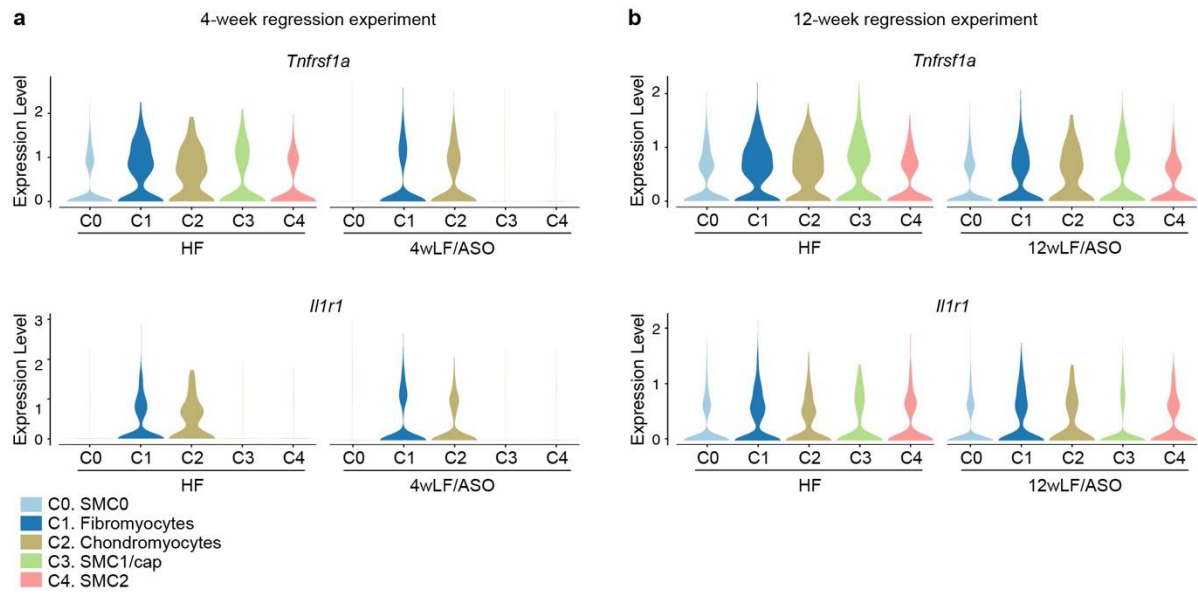 a
4-week regression experiment
Tnfrsf1a
Expression Level
2
1
0
C0 C1 C2 C3 C4 C0 C1 C2 C3 C4
HF 4wLF/ASO
Il1r1
Expression Level
3
2
1
0
C0 C1 C2 C3 C4 C0 C1 C2 C3 C4
HF 4wLF/ASO
C0. SMC0
C1. Fibromyocytes
C2. Chondromyocytes
C3. SMC1/cap
C4. SMC2
b
12-week regression experiment
Tnfrsf1a
Expression Level
2
1
0
C0 C1 C2 C3 C4 C0 C1 C2 C3 C4
HF 12wLF/ASO
Il1r1
Expression Level
2
1
0
C0 C1 C2 C3 C4 C0 C1 C2 C3 C4
HF 12wLF/ASO